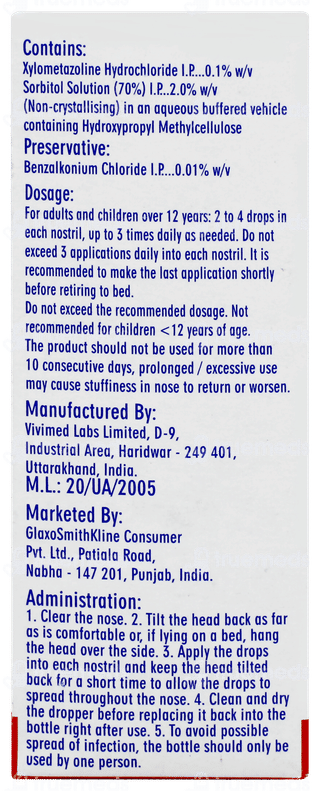 Contains:
Xylometazoline Hydrochloride I.P...0.1% w/v
Sorbitol Solution (70%) I.P..2.0% w/v
(Non-crystallising) in an aqueous buffered vehicle
containing Hydroxypropyl Methylcellulose
Preservative:
Benzalkonium Chloride I.P...0.01% w/v
Dosage:
For adults and children over 12 years: 2 to 4 drops in
each nostril, up to 3 times daily as needed. Do not
exceed 3 applications daily into each nostril. It is
recommended to make the last application shortly
before retiring to bed.
Do not exceed the recommended dosage. Not
recommended for children <12 years of age.
The product should not be used for more than
10 consecutive days, prolonged / excessive use
may cause stuffiness in nose to return or worsen.
Manufactured By:
Vivimed Labs Limited, D-9,
Industrial Area, Haridwar - 249 401,
Uttarakhand, India.
M.L.: 20/UA/2005
Marketed By:
GlaxoSmithKline Consumer
Pvt. Ltd., Patiala Road,
Nabha - 147 201, Punjab, India.
Administration:
1. Clear the nose. 2. Tilt the head back as far
as is comfortable or, if lying on a bed, hang
the head over the side. 3. Apply the drops
into each nostril and keep the head tilted
back for a short time to allow the drops to
spread throughout the nose. 4. Clean and dry
the dropper before replacing it back into the
bottle right after use. 5. To avoid possible
spread of infection, the bottle should only be
used by one person.